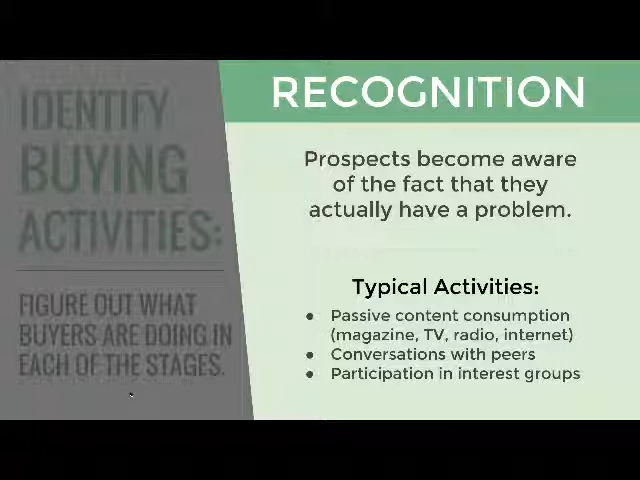 IDENTIFY
BUYING
ACTIVITIES:
FIGURE OUT WHAT
BUYERS ARE DOING IN
EACH OF THE STAGES.
RECOGNITION
Prospects become aware
of the fact that they
actually have a problem.
Typical Activities:
● Passive content consumption
(magazine, TV, radio, internet)
● Conversations with peers
● Participation in interest groups